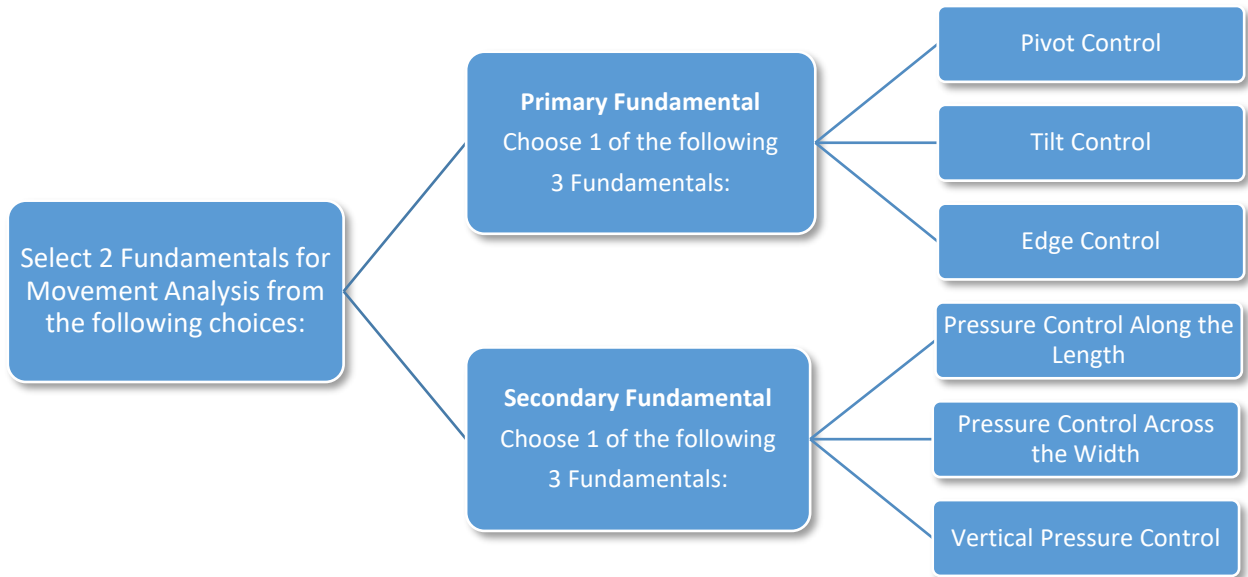 Select 2 Fundamentals for
Movement Analysis from
the following choices:
Primary Fundamental
Choose 1 of the following
3 Fundamentals:
Pivot Control
Tilt Control
Edge Control
Secondary Fundamental
Choose 1 of the following
3 Fundamentals:
Pressure Control Along the
Length
Pressure Control Across
the Width
Vertical Pressure Control